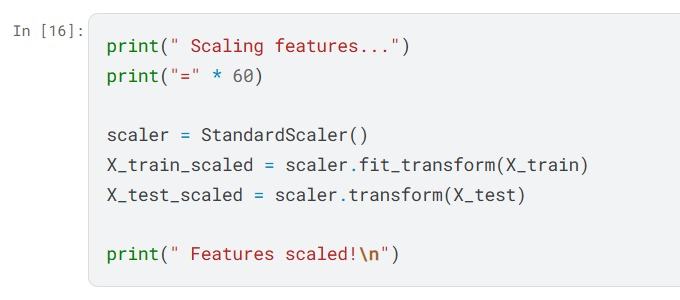 In [16]:
print(" Scaling features...")
print("=" * 60)
scaler = StandardScaler()
X_train_scaled = scaler.fit_transform(X_train)
X_test_scaled = scaler.transform(X_test)
print(" Features scaled!\n")